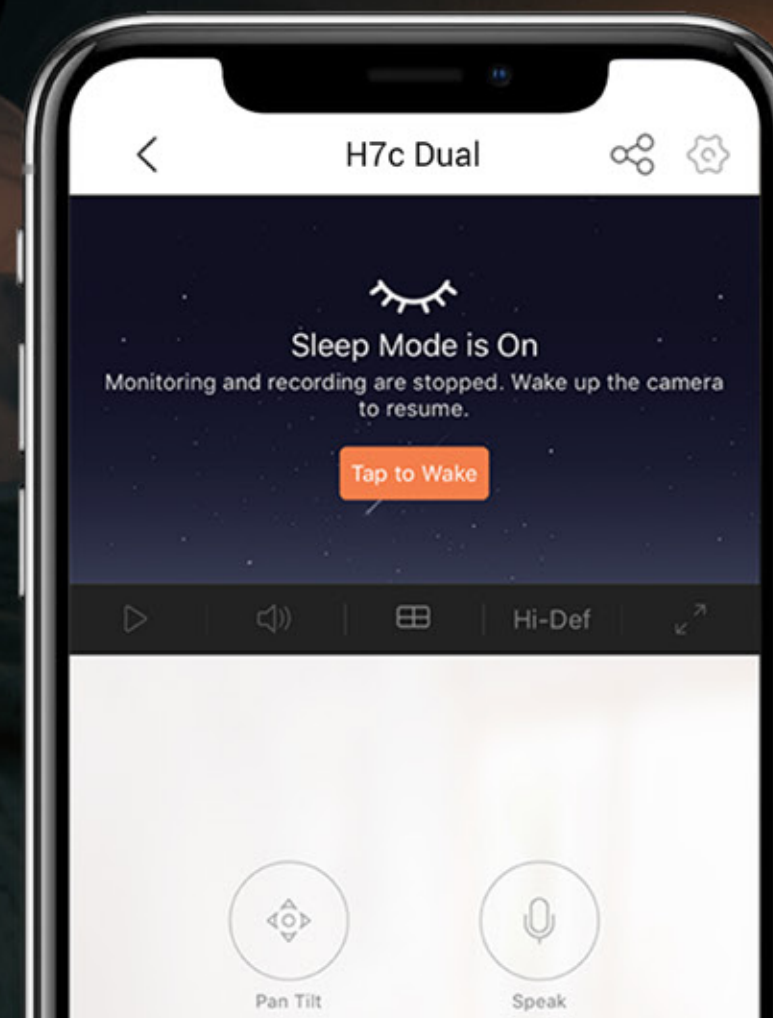 H7c Dual
Sleep Mode is On
Monitoring and recording are stopped. Wake up the camera
to resume.
Tap to Wake
Hi-Def
Pan Tilt
Speak